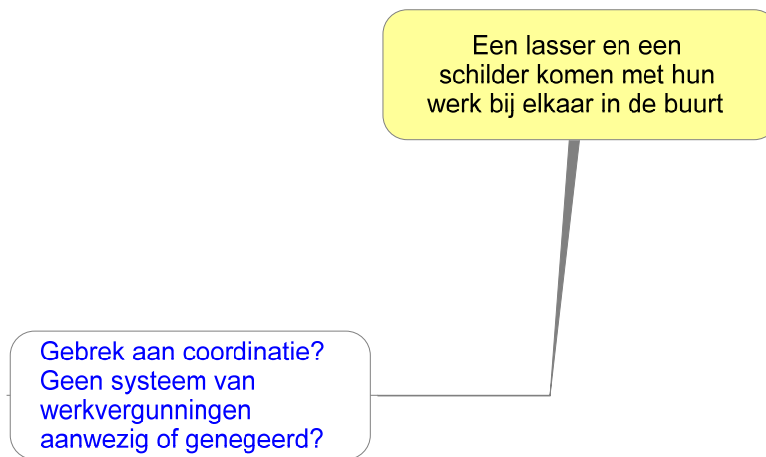 Een lasser en een
schilder komen met hun
werk bij elkaar in de buurt
Gebrek aan coordinatie?
Geen systeem van
werkvergunningen
aanwezig of genegeerd?